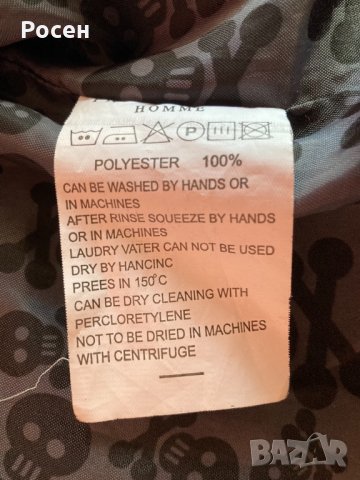 Росен
HOMME
P
POLYESTER 100%
CAN BE WASHED BY HANDS OR
IN MACHINES
AFTER RINSE SQUEEZE BY HANDS
OR IN MACHINES
LAUDRY VATER CAN NOT BE USED
DRY BY HANCINC
PREES IN 150°C
CAN BE DRY CLEANING WITH
PERCLORETYLENE
NOT TO BE DRIED IN MACHINES
WITH CENTRIFUGE
BAZAR